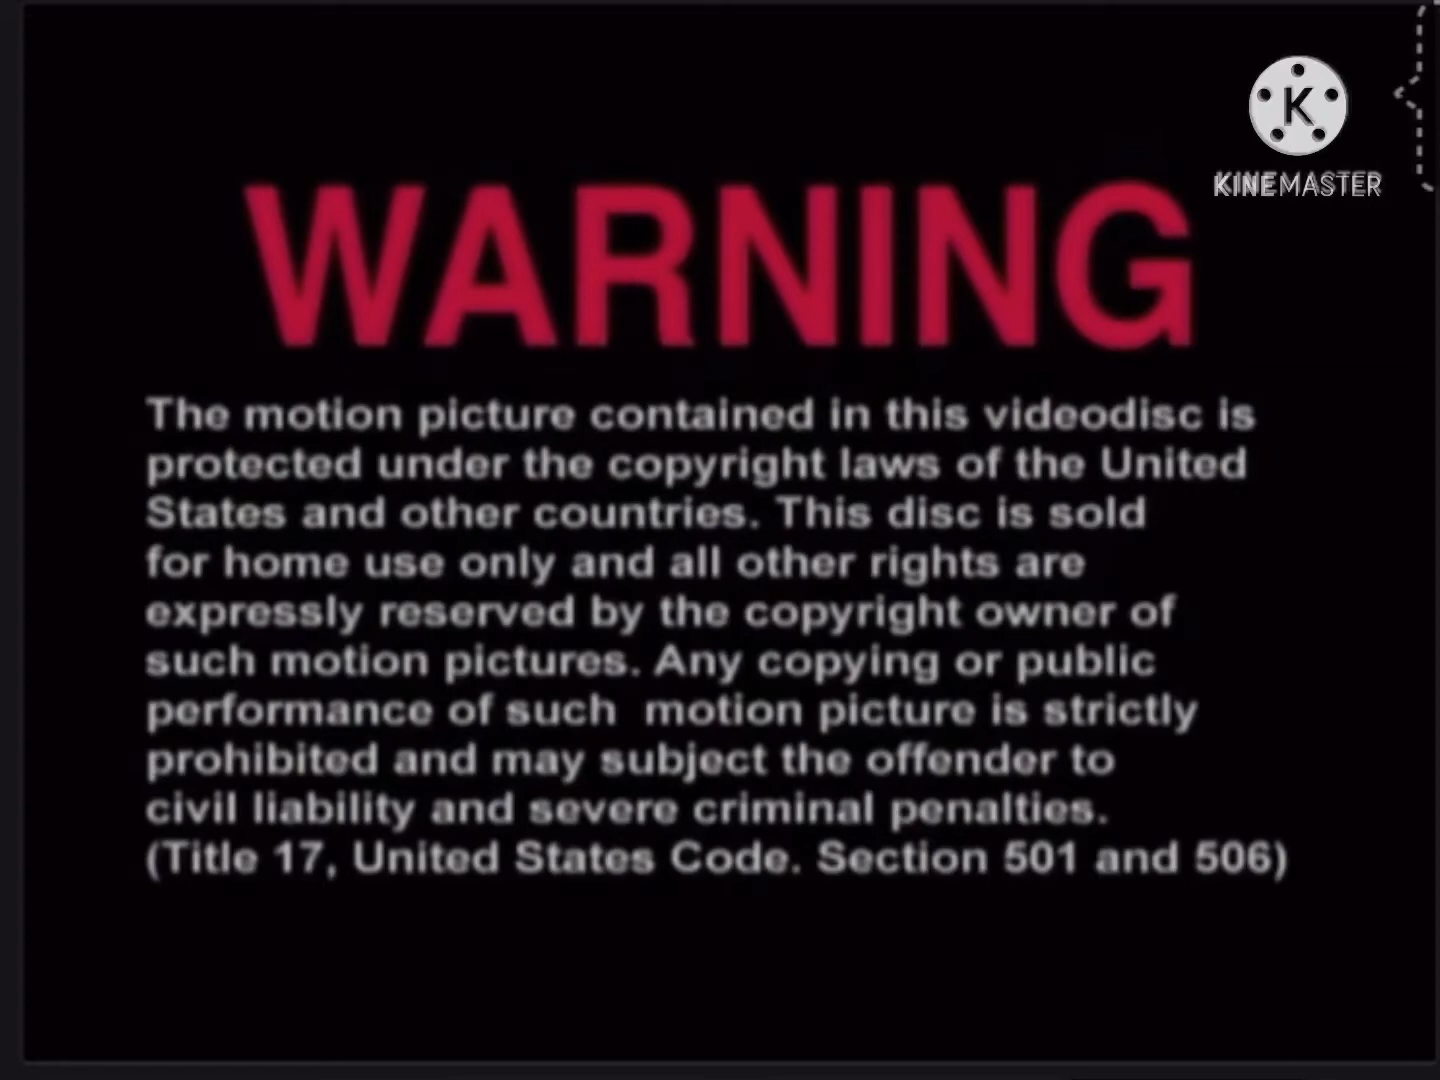 K
KINEMASTER
WARNING
The motion picture contained in this videodisc is
protected under the copyright laws of the United
States and other countries. This disc is sold
for home use only and all other rights are
expressly reserved by the copyright owner of
such motion pictures. Any copying or public
performance of such  motion picture is strictly
prohibited and may subject the offender to
civil liability and severe criminal penalties.
(Title 17, United States Code. Section 501 and 506)